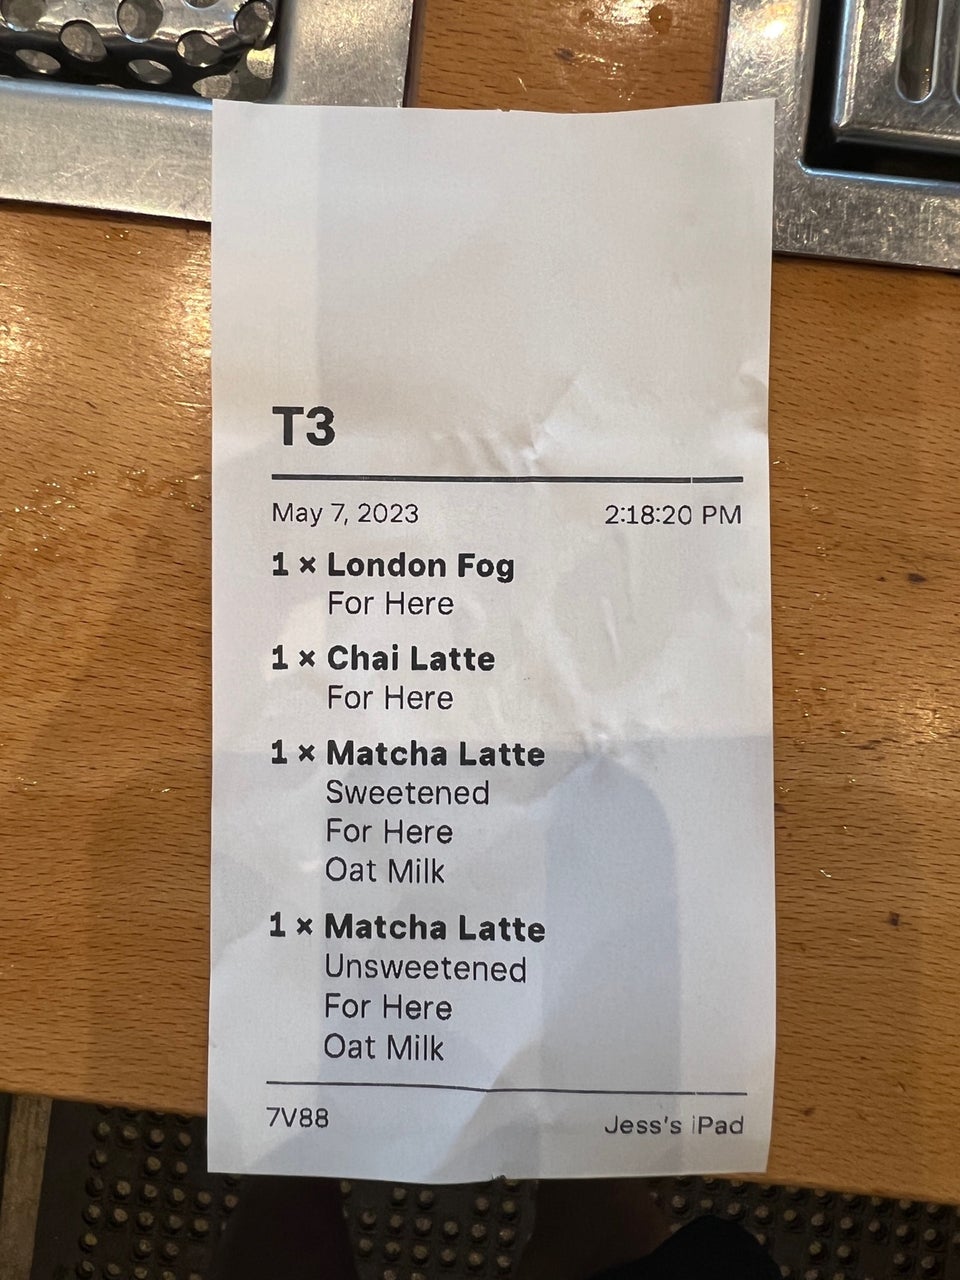 T3
May 7, 2023 2:18:20 PM
1 × London Fog
For Here
1 × Chai Latte
For Here
1 × Matcha Latte
Sweetened
For Here
Oat Milk
1 × Matcha Latte
Unsweetened
For Here
Oat Milk
7V88 Jess's iPad